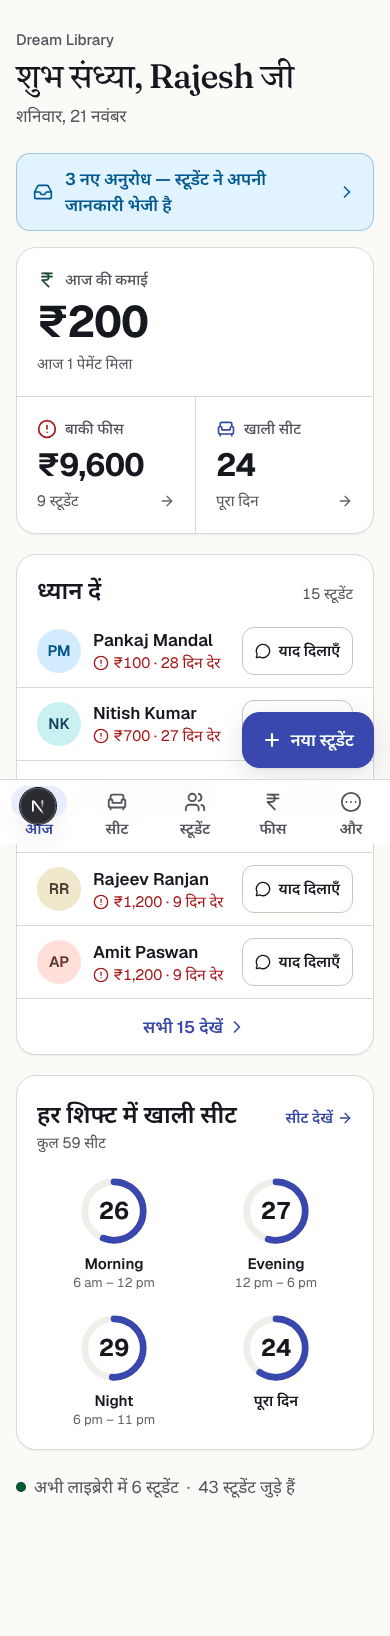 Dream Library
शुभ संध्या, Rajesh जी
शनिवार, 21 नवंबर
3 नए अनुरोध — स्टूडेंट ने अपनी
जानकारी भेजी है
आज की कमाई
₹200
आज 1 पेमेंट मिला
बाकी फीस
₹9,600
9 स्टूडेंट
खाली सीट
24
पूरा दिन
ध्यान दें
15 स्टूडेंट
PM
Pankaj Mandal
₹100 · 28 दिन देर
याद दिलाएँ
NK
Nitish Kumar
₹700 · 27 दिन देर
नया स्टूडेंट
N
आज
सीट
स्टूडेंट
फीस
और
RR
Rajeev Ranjan
₹1,200 · 9 दिन देर
याद दिलाएँ
AP
Amit Paswan
₹1,200 · 9 दिन देर
याद दिलाएँ
सभी 15 देखें
हर शिफ्ट में खाली सीट
सीट देखें
कुल 59 सीट
26
Morning
6 am – 12 pm
27
Evening
12 pm – 6 pm
29
Night
6 pm – 11 pm
24
पूरा दिन
अभी लाइब्रेरी में 6 स्टूडेंट · 43 स्टूडेंट जुड़े हैं